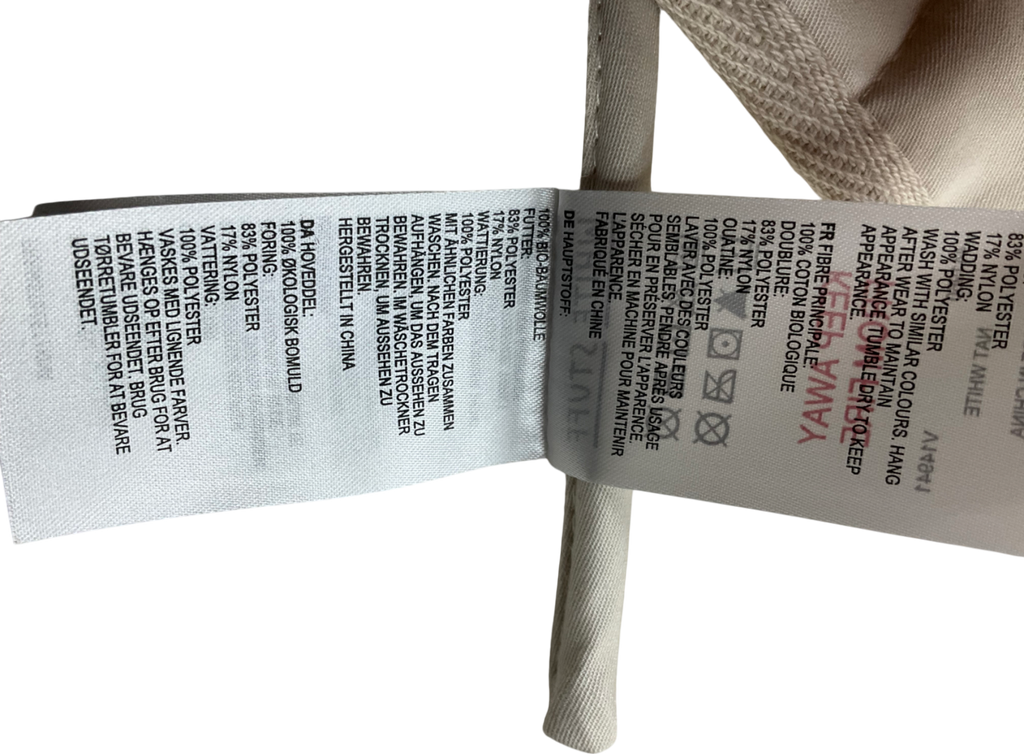 83% POLYESTER
17% NYLON
WADDING:
100% POLYESTER
WASH WITH SIMILAR COLOURS. HANG
AFTER WEAR TO MAINTAIN
APPEARANCE. TUMBLE DRY TO KEEP
APPEARANCE.
FR FIBRE PRINCIPALE:
100% COTON BIOLOGIQUE
DOUBLURE:
83% POLYESTER
17% NYLON
OUATINE:
100% POLYESTER
LAVER AVEC DES COULEURS
SEMBLABLES. PENDRE APRÈS USAGE
POUR EN PRÉSERVER L'APPARENCE.
SÉCHER EN MACHINE POUR MAINTENIR
L'APPARENCE.
FABRIQUÉ EN CHINE
DE HAUPTSTOFF:
100% BIO-BAUMWOLLE
FUTTER:
83% POLYESTER
17% NYLON
WATTIERUNG:
100% POLYESTER
MIT ÄHNLICHEN FARBEN ZUSAMMEN
WASCHEN. NACH DEM TRAGEN
AUFHÄNGEN, UM DAS AUSSEHEN ZU
BEWAHREN. IM WÄSCHETROCKNER
TROCKNEN, UM AUSSEHEN ZU
BEWAHREN.
HERGESTELLT IN CHINA
DA HOVEDDEL:
100% ØKOLOGISK BOMULD
FORING:
83% POLYESTER
17% NYLON
VATTERING:
100% POLYESTER
VASKES MED LIGNENDE FARVER.
HÆNGES OP EFTER BRUG FOR AT
BEVARE UDSEENDET. BRUG
TØRRETUMBLER FOR AT BEVARE
UDSEENDET.
KEEP AWAY